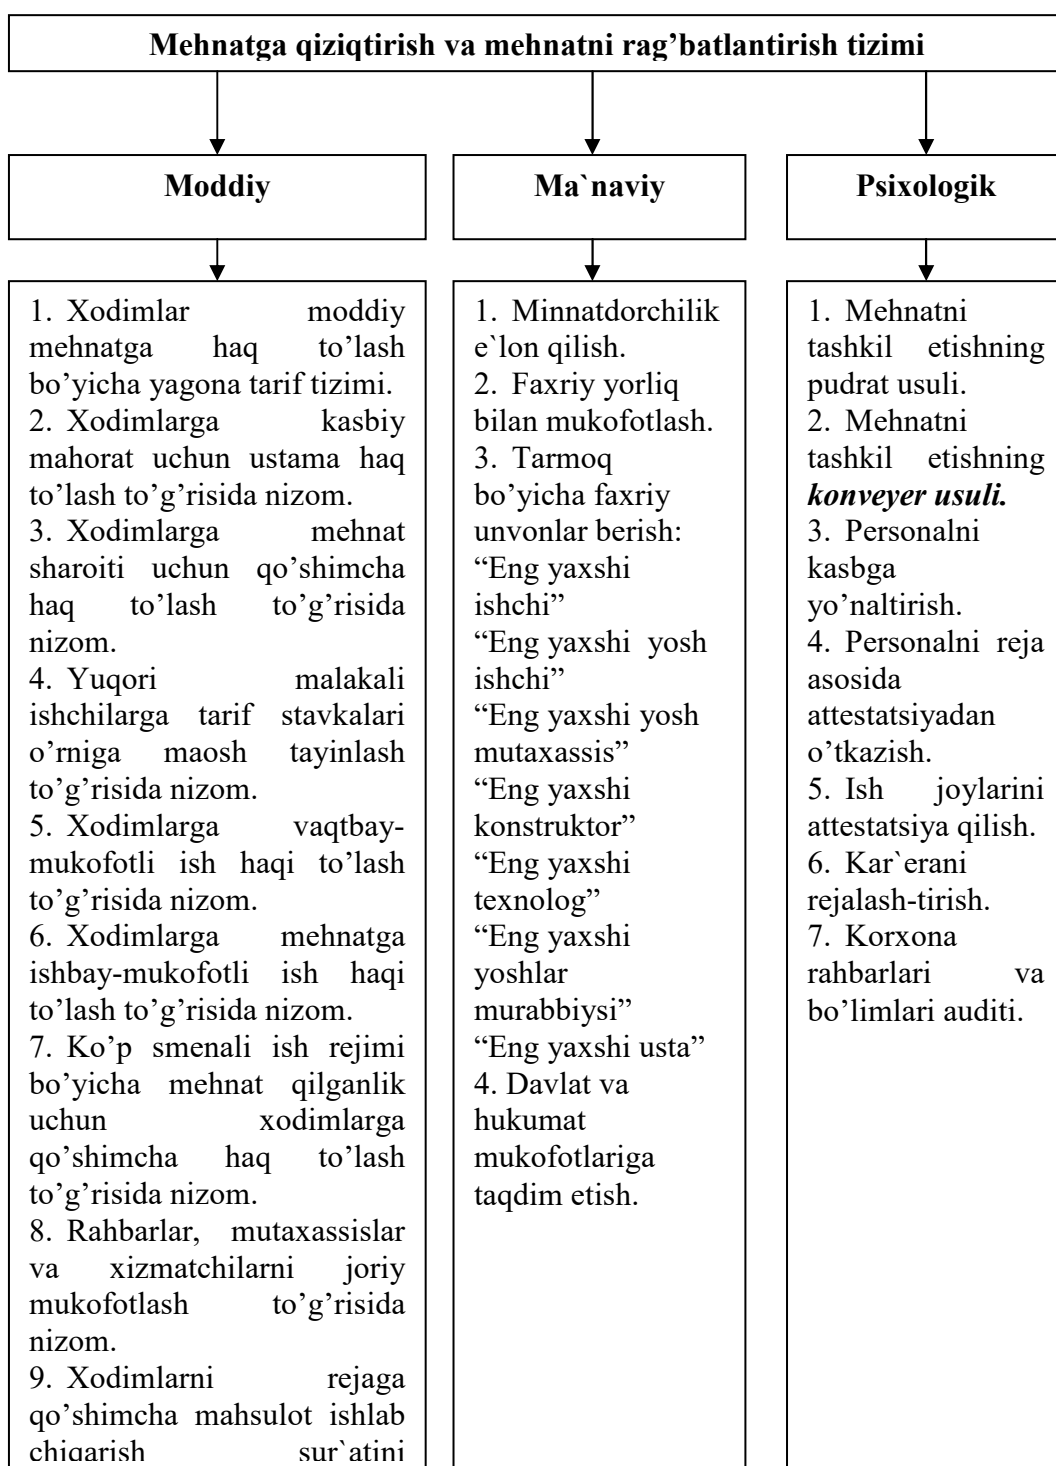 Mehnatga qiziqtirish va mehnatni rag’batlantirish tizimi
Moddiy
Ma`naviy
Psixologik
1. Xodimlar moddiy
mehnatga haq to’lash
bo’yicha yagona tarif tizimi.
2. Xodimlarga kasbiy
mahorat uchun ustama haq
to’lash to’g’risida nizom.
3. Xodimlarga mehnat
sharoiti uchun qo’shimcha
haq to’lash to’g’risida
nizom.
4. Yuqori malakali
ishchilarga tarif stavkalari
o’rniga maosh tayinlash
to’g’risida nizom.
5. Xodimlarga vaqtbay-
mukofotli ish haqi to’lash
to’g’risida nizom.
6. Xodimlarga mehnatga
ishbay-mukofotli ish haqi
to’lash to’g’risida nizom.
7. Ko’p smenali ish rejimi
bo’yicha mehnat qilganlik
uchun xodimlarga
qo’shimcha haq to’lash
to’g’risida nizom.
8. Rahbarlar, mutaxassislar
va xizmatchilarni joriy
mukofotlash to’g’risida
nizom.
9. Xodimlarni rejaga
qo’shimcha mahsulot ishlab
chiqarish sur`atini
1. Minnatdorchilik
e`lon qilish.
2. Faxriy yorliq
bilan mukofotlash.
3. Tarmoq
bo’yicha faxriy
unvonlar berish:
“Eng yaxshi
ishchi”
“Eng yaxshi yosh
ishchi”
“Eng yaxshi yosh
mutaxassis”
“Eng yaxshi
konstruktor”
“Eng yaxshi
texnolog”
“Eng yaxshi
yoshlar
murabbiysi”
“Eng yaxshi usta”
4. Davlat va
hukumat
mukofotlariga
taqdim etish.
1. Mehnatni
tashkil etishning
pudrat usuli.
2. Mehnatni
tashkil etishning
konveyer usuli.
3. Personalni
kasbga
yo’naltirish.
4. Personalni reja
asosida
attestatsiyadan
o’tkazish.
5. Ish joylarini
attestatsiya qilish.
6. Kar`erani
rejalash-tirish.
7. Korxona
rahbarlari va
bo’limlari auditi.